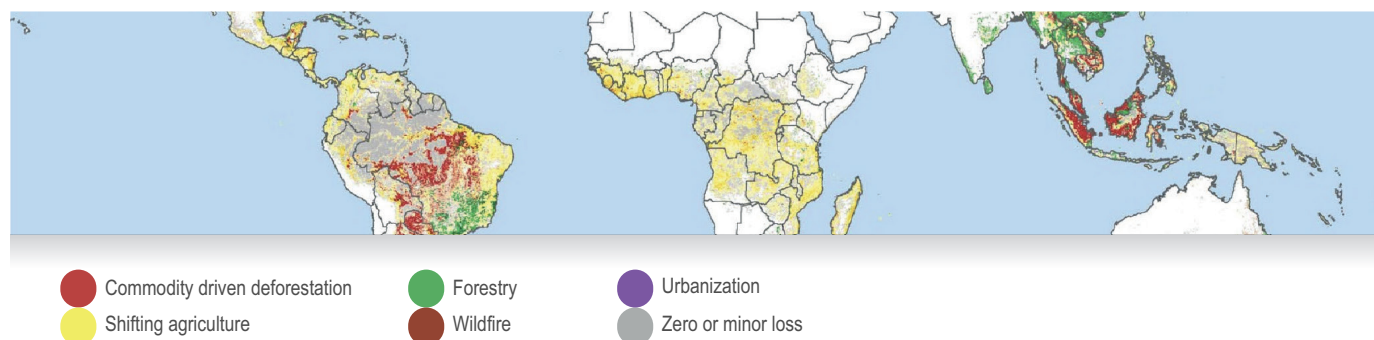 Commodity driven deforestation
Forestry
Urbanization
Shifting agriculture
Wildfire
Zero or minor loss